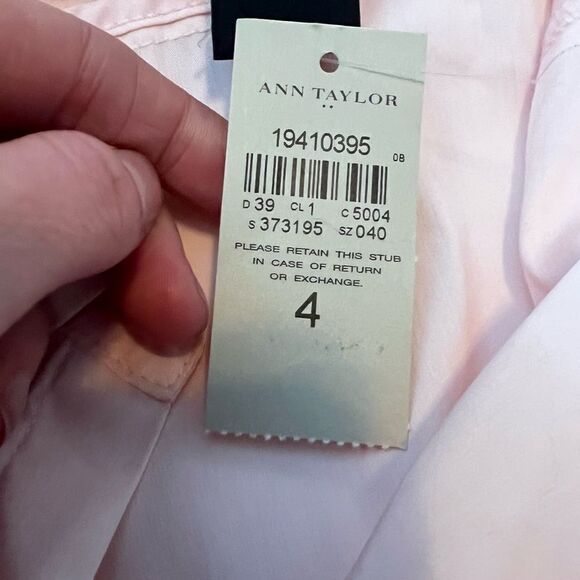 ANN TAYLOR
19410395
0B
D 39 CL 1 C 5004
S 373195 SZ 040
PLEASE RETAIN THIS STUB
IN CASE OF RETURN
OR EXCHANGE.
4